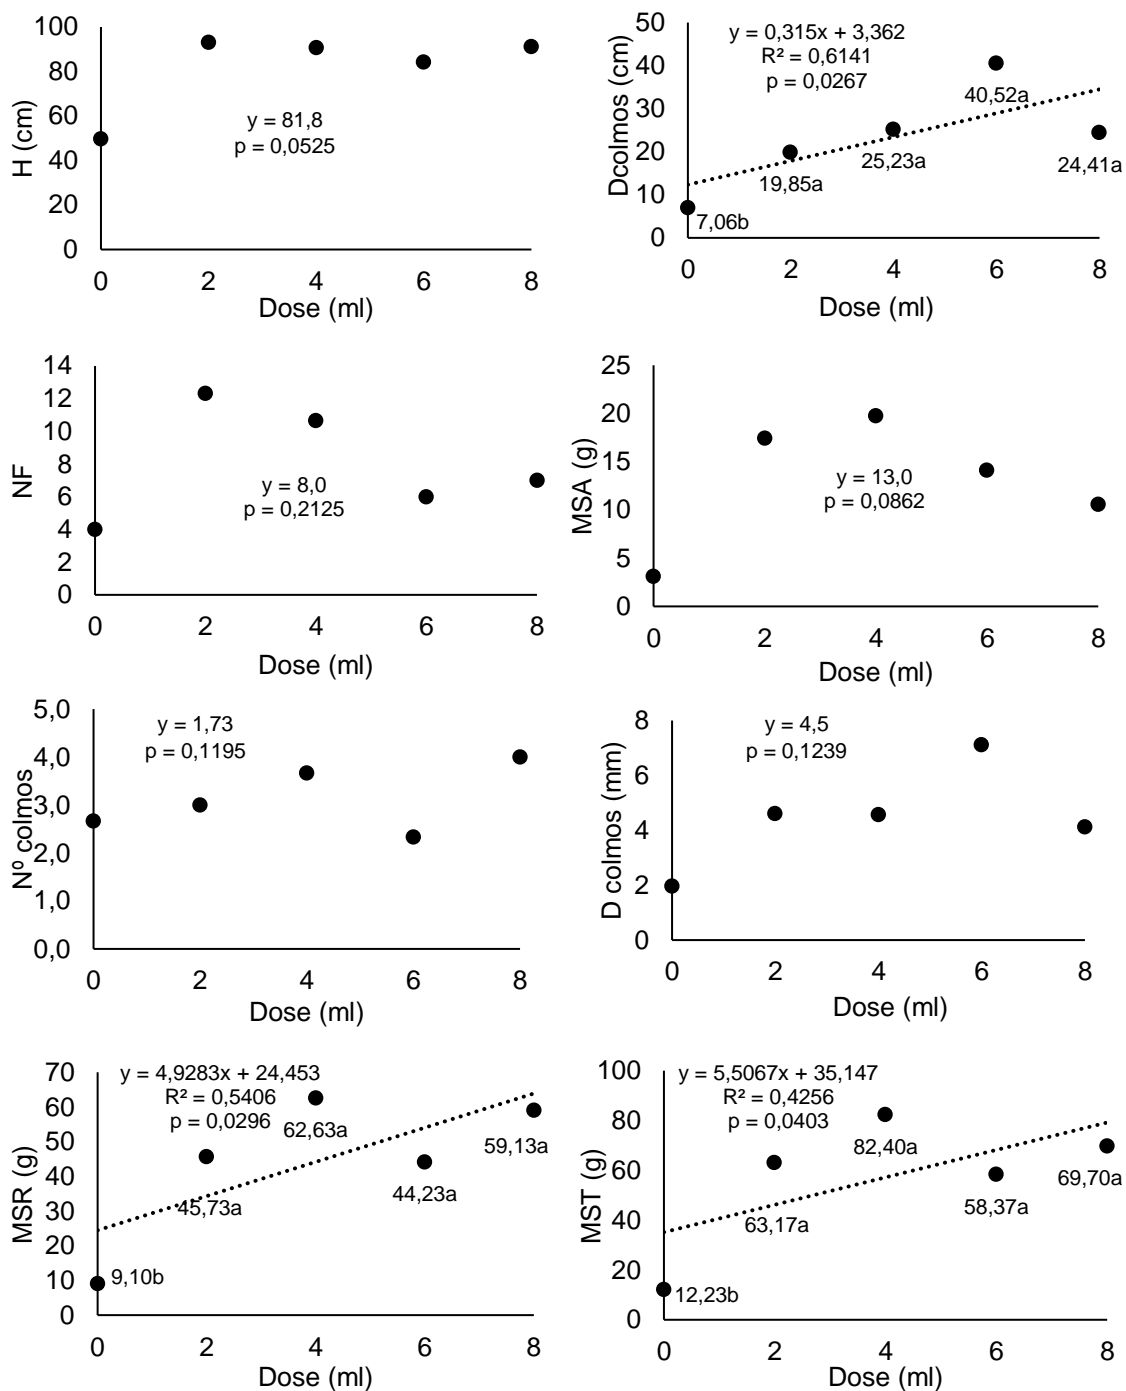 100
80
60
40
20
0
H (cm)
y = 81,8
p = 0,0525
0 2 4 6 8
Dose (ml)
50
40
30
20
10
0
Dcolmos (cm)
y = 0,315x + 3,362
R² = 0,6141
p = 0,0267
40,52a
25,23a
24,41a
19,85a
7,06b
0 2 4 6 8
Dose (ml)
14
12
10
8
6
4
2
0
NF
y = 8,0
p = 0,2125
0 2 4 6 8
Dose (ml)
25
20
15
10
5
0
MSA (g)
y = 13,0
p = 0,0862
0 2 4 6 8
Dose (ml)
5,0
4,0
3,0
2,0
1,0
0,0
Nº colmos
y = 1,73
p = 0,1195
0 2 4 6 8
Dose (ml)
8
6
4
2
0
D colmos (mm)
y = 4,5
p = 0,1239
0 2 4 6 8
Dose (ml)
70
60
50
40
30
20
10
0
MSR (g)
y = 4,9283x + 24,453
R² = 0,5406
p = 0,0296
62,63a
59,13a
44,23a
45,73a
9,10b
0 2 4 6 8
Dose (ml)
100
80
60
40
20
0
MST (g)
y = 5,5067x + 35,147
R² = 0,4256
p = 0,0403
82,40a
69,70a
58,37a
63,17a
12,23b
0 2 4 6 8
Dose (ml)